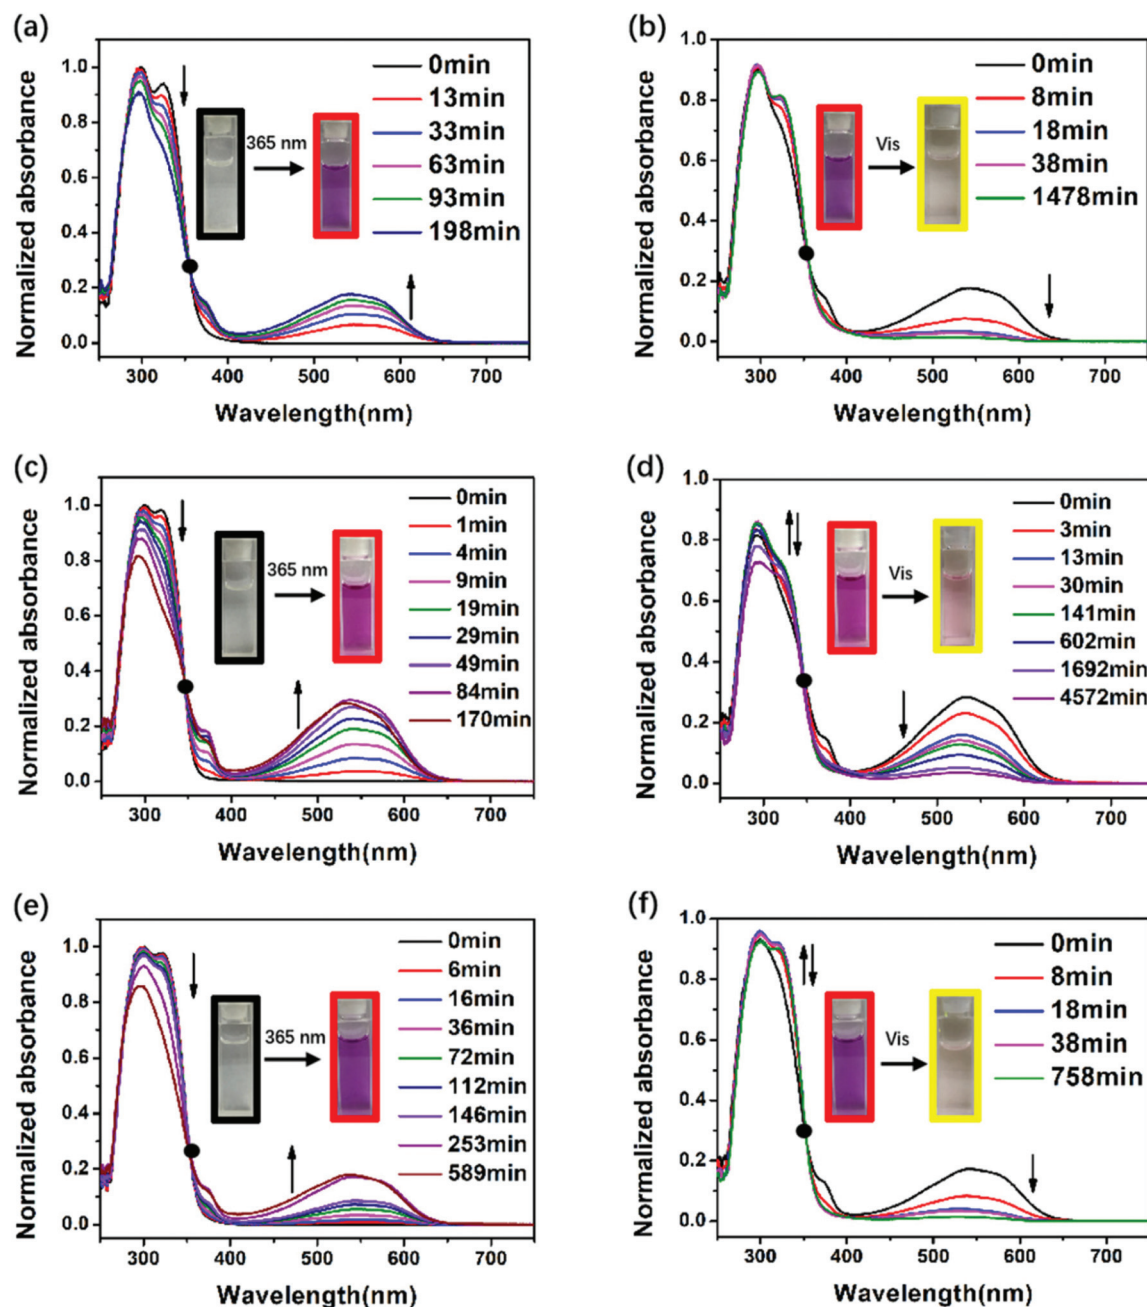 (a)
Normalized absorbance
1.0
0.8
0.6
0.4
0.2
0.0
300 400 500 600 700
Wavelength(nm)
365 nm
0min
13min
33min
63min
93min
198min
(b)
Normalized absorbance
1.0
0.8
0.6
0.4
0.2
0.0
300 400 500 600 700
Wavelength(nm)
Vis
0min
8min
18min
38min
1478min
(c)
Normalized absorbance
1.0
0.8
0.6
0.4
0.2
0.0
300 400 500 600 700
Wavelength(nm)
365 nm
0min
1min
4min
9min
19min
29min
49min
84min
170min
(d)
Normalized absorbance
1.0
0.8
0.6
0.4
0.2
0.0
300 400 500 600 700
Wavelength(nm)
Vis
0min
3min
13min
30min
141min
602min
1692min
4572min
(e)
Normalized absorbance
1.0
0.8
0.6
0.4
0.2
0.0
300 400 500 600 700
Wavelength(nm)
365 nm
0min
6min
16min
36min
72min
112min
146min
253min
589min
(f)
Normalized absorbance
1.0
0.8
0.6
0.4
0.2
0.0
300 400 500 600 700
Wavelength(nm)
Vis
0min
8min
18min
38min
758min